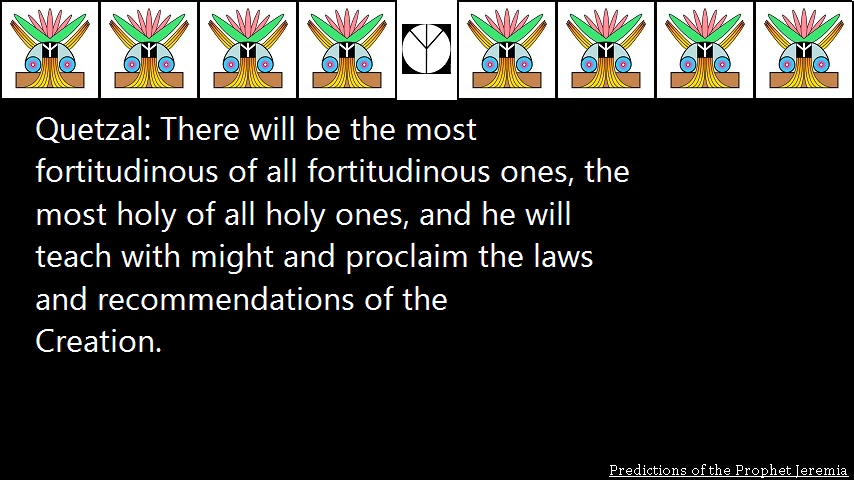 Quetzal: There will be the most
fortitudinous of all fortitudinous ones, the
most holy of all holy ones, and he will
teach with might and proclaim the laws
and recommendations of the
Creation.
Predictions of the Prophet Jeremia